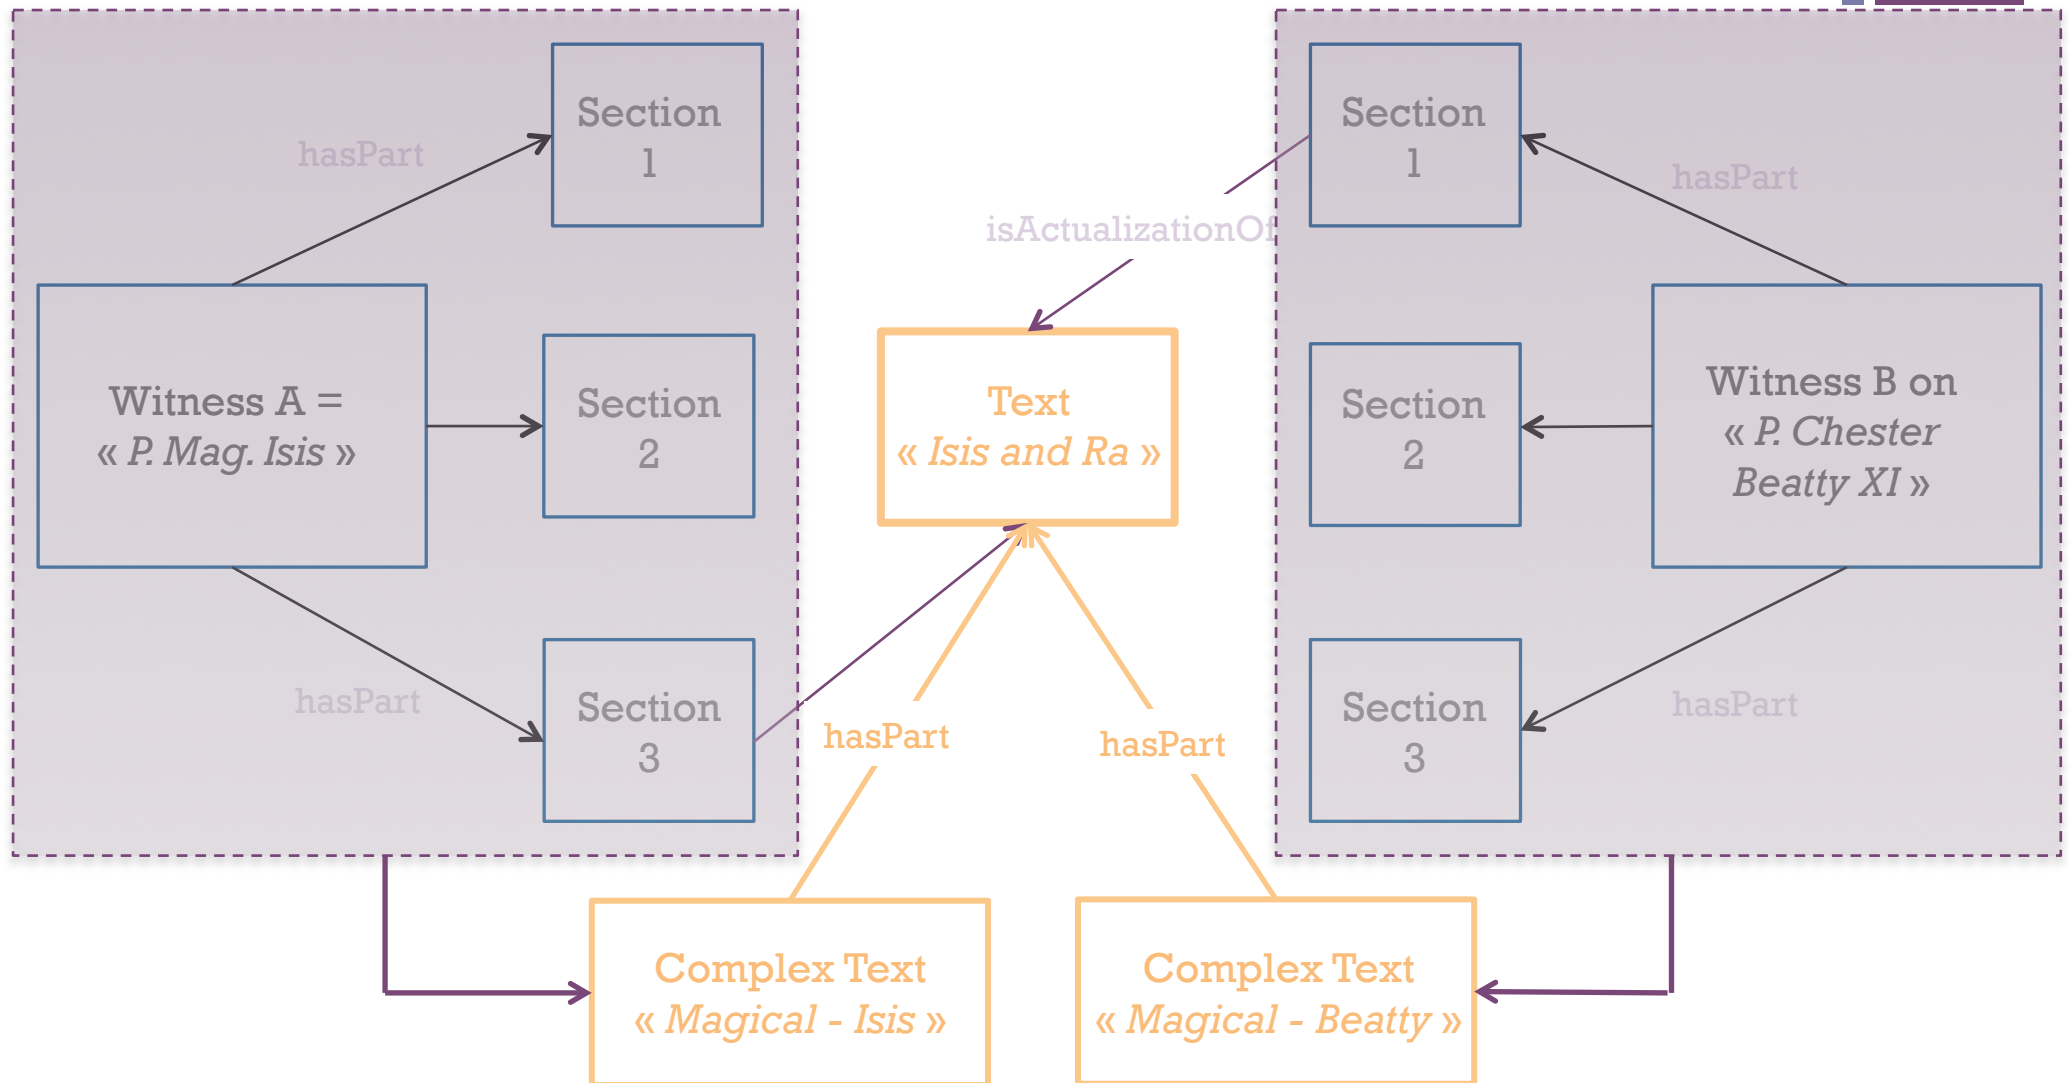 Section
1
hasPart
Witness A =
« P. Mag. Isis »
Section
2
hasPart
Section
3
isActualizationOf
Text
« Isis and Ra »
hasPart
hasPart
Section
1
hasPart
Section
2
Witness B on
« P. Chester
Beatty XI »
Section
3
hasPart
Complex Text
« Magical - Isis »
Complex Text
« Magical - Beatty »